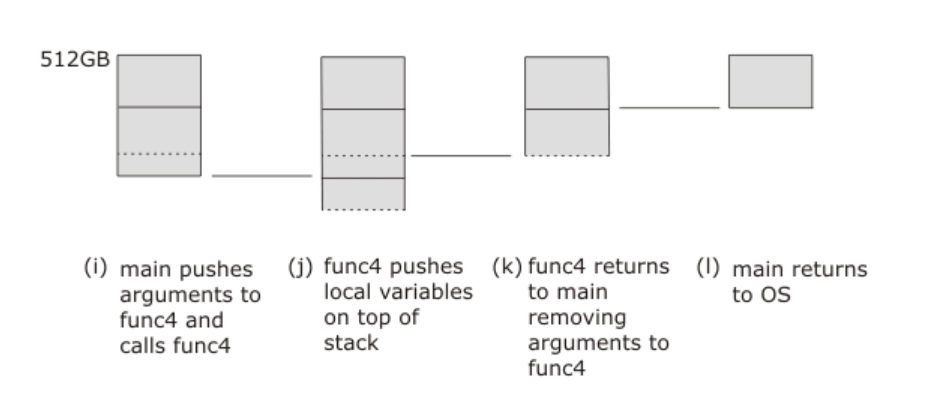 512GB
(i) main pushes
arguments to
func4 and
calls func4
(j) func4 pushes
local variables
on top of
stack
(k) func4 returns
to main
removing
arguments to
func4
(l) main returns
to OS